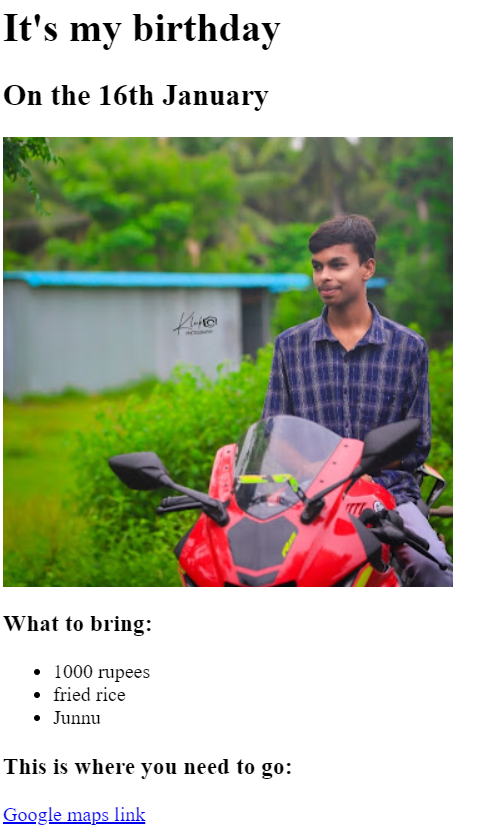 It's my birthday
On the 16th January
PHOTOGRAPHY
What to bring:
1000 rupees
fried rice
Junnu
This is where you need to go:
Google maps link